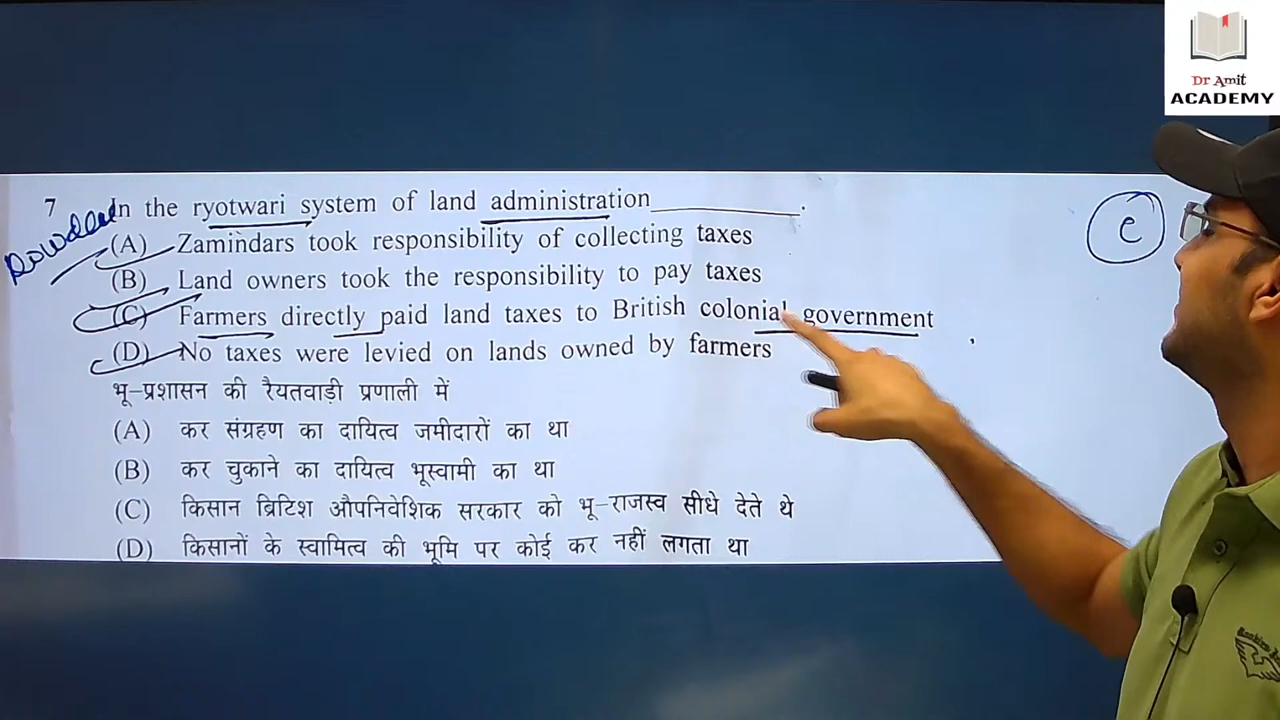 Dr Amit
ACADEMY
7 In the ryotwari system of land administration__________.
(A) Zamindars took responsibility of collecting taxes
(B) Land owners took the responsibility to pay taxes
(C) Farmers directly paid land taxes to British colonial government
(D) No taxes were levied on lands owned by farmers
भू-प्रशासन की रैयतवाड़ी प्रणाली में
(A) कर संग्रहण का दायित्व जमीदारों का था
(B) कर चुकाने का दायित्व भूस्वामी का था
(C) किसान ब्रिटिश औपनिवेशिक सरकार को भू-राजस्व सीधे देते थे
(D) किसानों के स्वामित्व की भूमि पर कोई कर नहीं लगता था